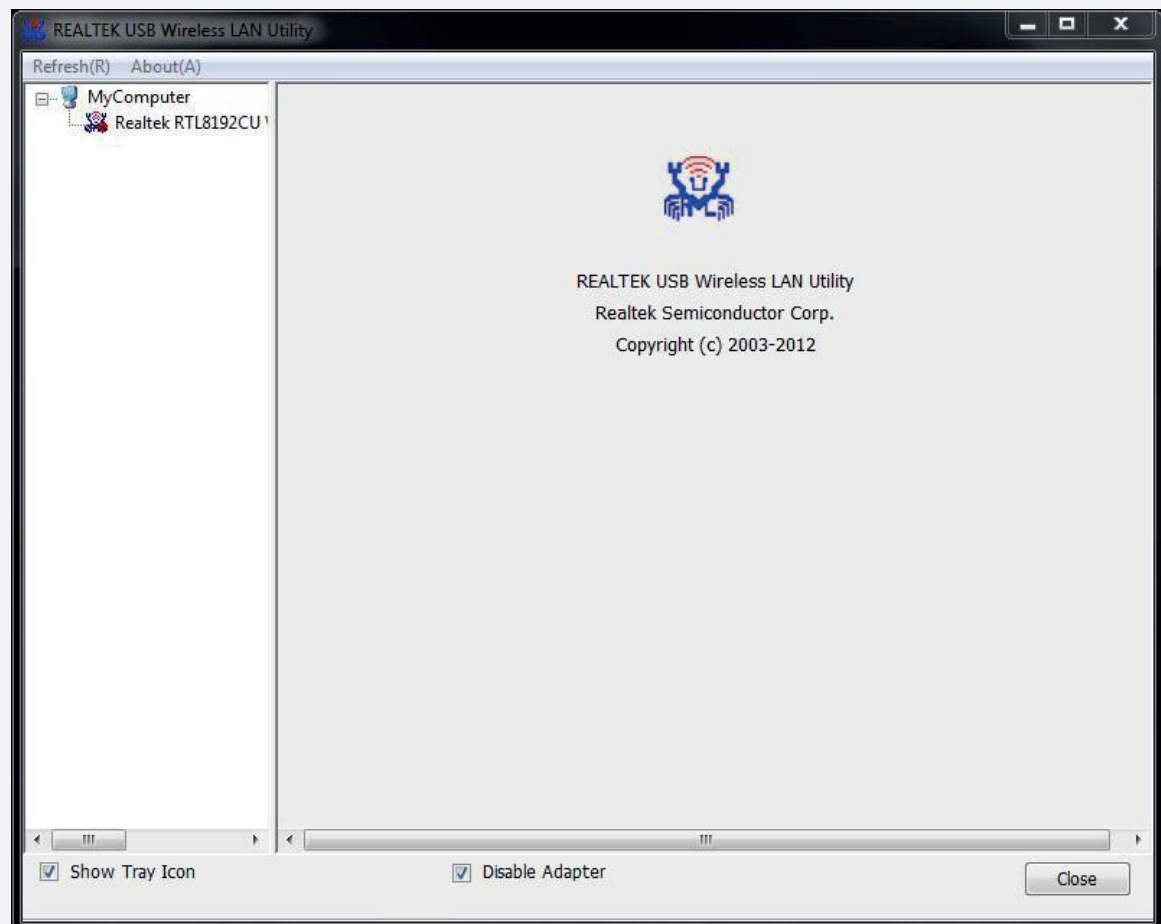 REALTEK USB Wireless LAN Utility
Refresh(R) About(A)
MyComputer
Realtek RTL8192CU
REALTEK USB Wireless LAN Utility
Realtek Semiconductor Corp.
Copyright (c) 2003-2012
Show Tray Icon
Disable Adapter
Close